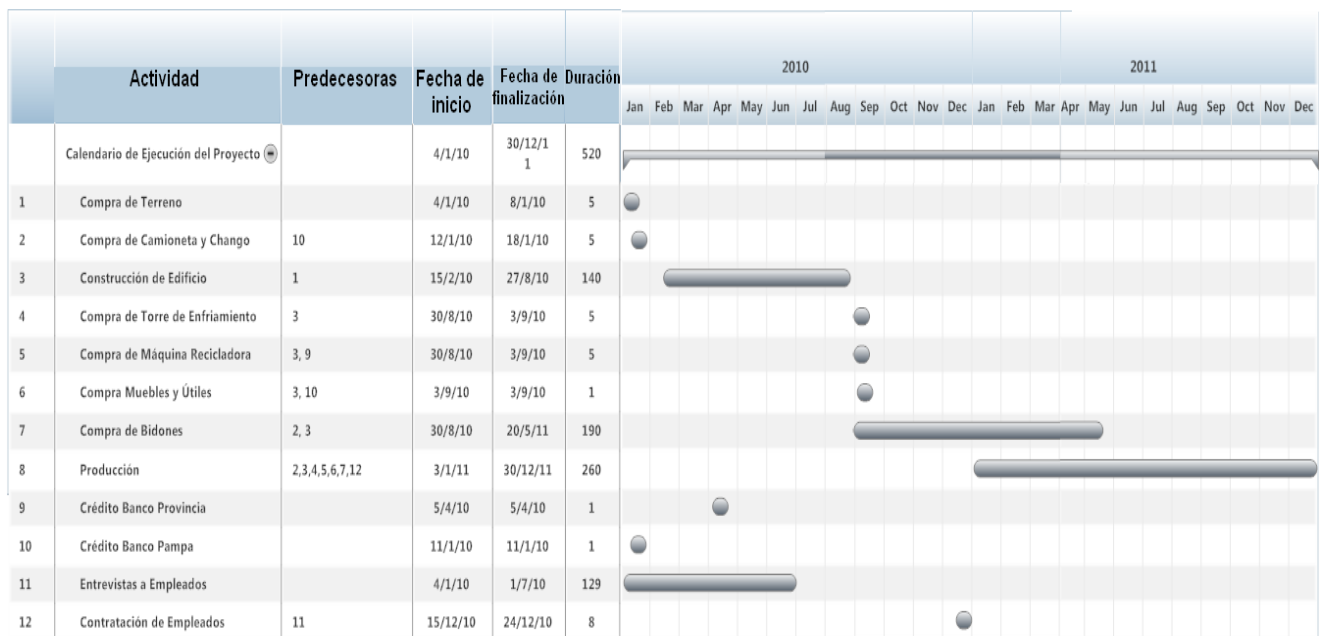 2010 2011
Actividad Predecesoras Fecha de inicio Fecha de finalización Duración
Jan Feb Mar Apr May Jun Jul Aug Sep Oct Nov Dec Jan Feb Mar Apr May Jun Jul Aug Sep Oct Nov Dec
Calendario de Ejecución del Proyecto 4/1/10 30/12/11 520
1 Compra de Terreno 4/1/10 8/1/10 5
2 Compra de Camioneta y Chango 10 12/1/10 18/1/10 5
3 Construcción de Edificio 1 15/2/10 27/8/10 140
4 Compra de Torre de Enfriamiento 3 30/8/10 3/9/10 5
5 Compra de Máquina Recicladora 3, 9 30/8/10 3/9/10 5
6 Compra Muebles y Útiles 3, 10 3/9/10 3/9/10 1
7 Compra de Bidones 2, 3 30/8/10 20/5/11 190
8 Producción 2,3,4,5,6,7,12 3/1/11 30/12/11 260
9 Crédito Banco Provincia 5/4/10 5/4/10 1
10 Crédito Banco Pampa 11/1/10 11/1/10 1
11 Entrevistas a Empleados 4/1/10 1/7/10 129
12 Contratación de Empleados 11 15/12/10 24/12/10 8